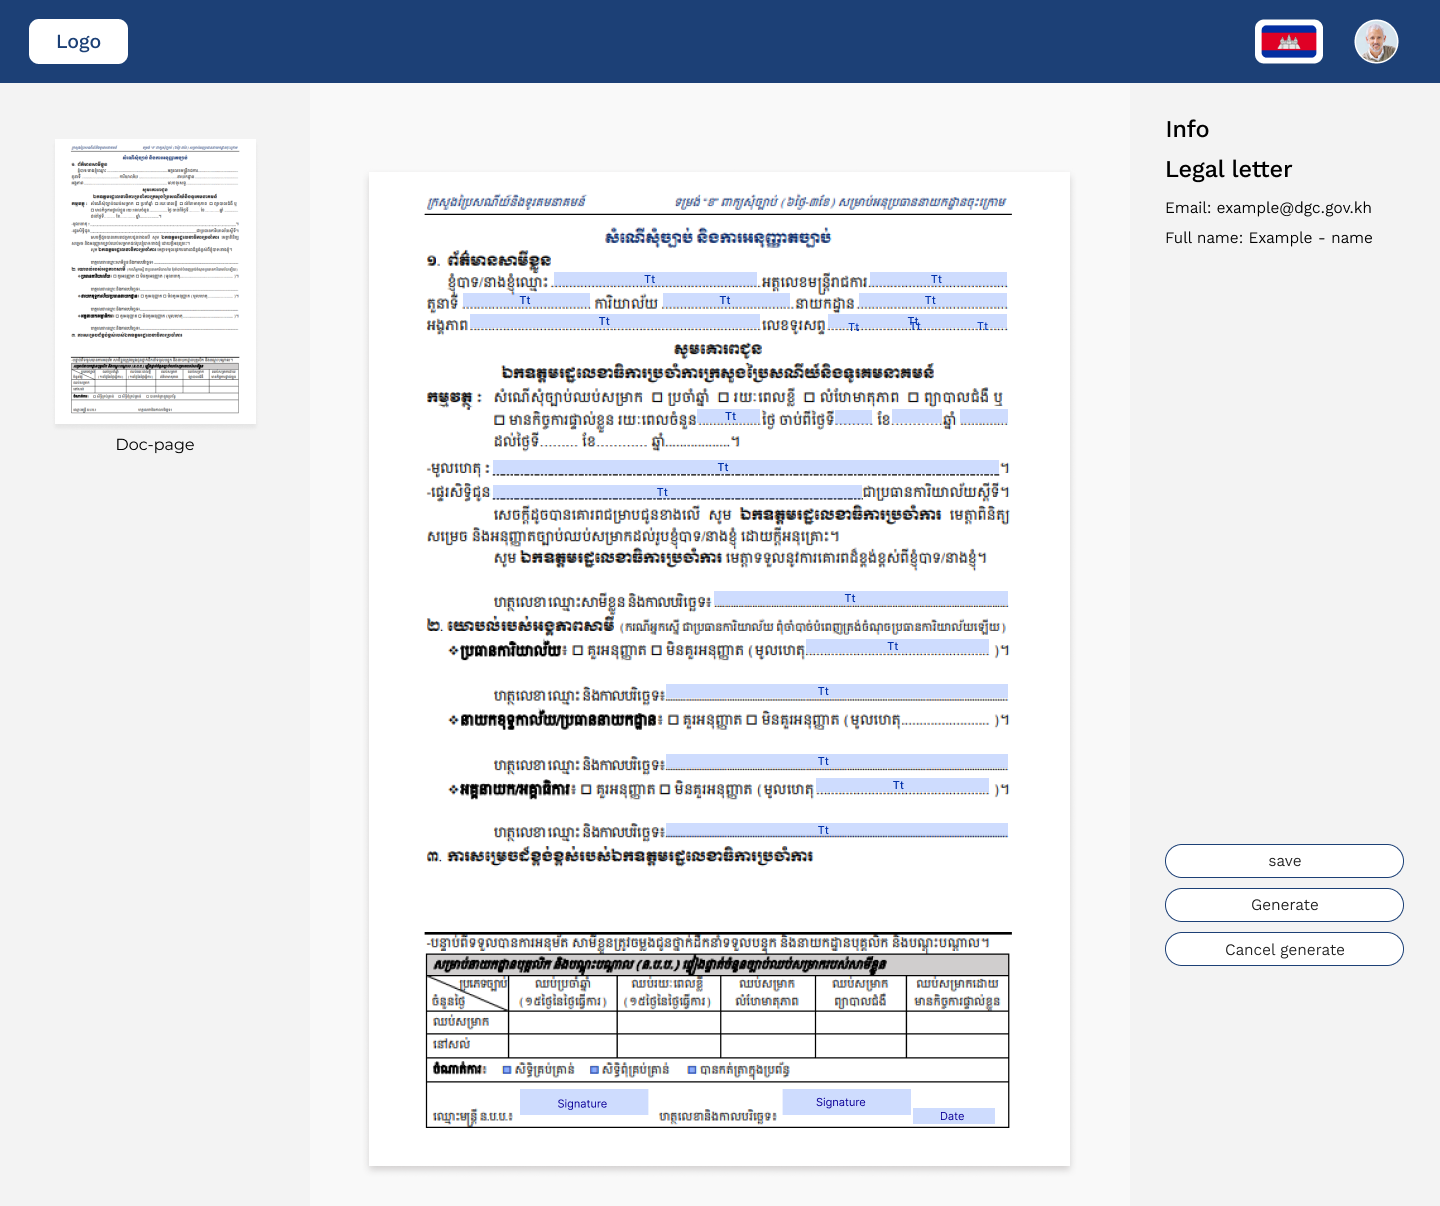 Logo
Doc-page
ក្រសួងប្រៃសណីយ៍និងទូរគមនាគមន៍
ទម្រង់ “ខ” ពាក្យសុំច្បាប់ (៦ថ្ងៃ-៣ខែ) សម្រាប់អនុប្រធាននាយកដ្ឋានចុះក្រោម
សំណើសុំច្បាប់ និងការអនុញ្ញាតច្បាប់
១. ព័ត៌មានសាមីខ្លួន
ខ្ញុំបាទ/នាងខ្ញុំឈ្មោះ Tt អត្តលេខមន្ត្រីរាជការ Tt
តួនាទី Tt ការិយាល័យ Tt នាយកដ្ឋាន Tt
អង្គភាព Tt លេខទូរសព្ទ Tt Tt Tt Tt
សូមគោរពជូន
ឯកឧត្តមរដ្ឋលេខាធិការប្រចាំការក្រសួងប្រៃសណីយ៍និងទូរគមនាគមន៍
កម្មវត្ថុ : សំណើសុំច្បាប់ឈប់សម្រាក ☐ ប្រចាំឆ្នាំ ☐ រយៈពេលខ្លី ☐ លំហែមាតុភាព ☐ ព្យាបាលជំងឺ ឬ
☐ មានកិច្ចការផ្ទាល់ខ្លួន រយៈពេលចំនួន Tt ថ្ងៃ ចាប់ពីថ្ងៃទី......... ខែ............ឆ្នាំ .............
ដល់ថ្ងៃទី......... ខែ............ ឆ្នាំ..................។
-មូលហេតុ : Tt ។
-ផ្ទេរសិទ្ធិជូន Tt ជាប្រធានការិយាល័យស្តីទី។
សេចក្តីដូចបានគោរពជម្រាបជូនខាងលើ សូម ឯកឧត្តមរដ្ឋលេខាធិការប្រចាំការ មេត្តាពិនិត្យ
សម្រេច និងអនុញ្ញាតច្បាប់ឈប់សម្រាកដល់រូបខ្ញុំបាទ/នាងខ្ញុំ ដោយក្តីអនុគ្រោះ។
សូម ឯកឧត្តមរដ្ឋលេខាធិការប្រចាំការ មេត្តាទទួលនូវការគោរពដ៏ខ្ពង់ខ្ពស់ពីខ្ញុំបាទ/នាងខ្ញុំ។
ហត្ថលេខា ឈ្មោះសាមីខ្លួន និងកាលបរិច្ឆេទ៖ Tt
២. យោបល់របស់អង្គភាពសាមី (ករណីអ្នកស្នើ ជាប្រធានការិយាល័យ ពុំចាំបាច់បំពេញត្រង់ចំណុចប្រធានការិយាល័យឡើយ)
❖ប្រធានការិយាល័យ៖ ☐ គួរអនុញ្ញាត ☐ មិនគួរអនុញ្ញាត (មូលហេតុ Tt )។
ហត្ថលេខា ឈ្មោះ និងកាលបរិច្ឆេទ៖ Tt
❖នាយកខុទ្ទកាល័យ/ប្រធាននាយកដ្ឋាន៖ ☐ គួរអនុញ្ញាត ☐ មិនគួរអនុញ្ញាត (មូលហេតុ........................ )។
ហត្ថលេខា ឈ្មោះ និងកាលបរិច្ឆេទ៖ Tt
❖អគ្គនាយក/អគ្គាធិការ៖ ☐ គួរអនុញ្ញាត ☐ មិនគួរអនុញ្ញាត (មូលហេតុ Tt )។
ហត្ថលេខា ឈ្មោះ និងកាលបរិច្ឆេទ៖ Tt
៣. ការសម្រេចដ៏ខ្ពង់ខ្ពស់របស់ឯកឧត្តមរដ្ឋលេខាធិការប្រចាំការ
-បន្ទាប់ពីទទួលបានការអនុម័ត សាមីខ្លួនត្រូវចម្លងជូនថ្នាក់ដឹកនាំទទួលបន្ទុក និងនាយកដ្ឋានបុគ្គលិក និងបណ្តុះបណ្តាល។
សម្រាប់នាយកដ្ឋានបុគ្គលិក និងបណ្តុះបណ្តាល (ន.ប.ប.) ផ្ទៀងផ្ទាត់ចំនួនច្បាប់ឈប់សម្រាករបស់សាមីខ្លួន
ប្រភេទច្បាប់ ឈប់ប្រចាំឆ្នាំ ឈប់រយៈពេលខ្លី ឈប់សម្រាក ឈប់សម្រាក ឈប់សម្រាកដោយ
ចំនួនថ្ងៃ (១៥ថ្ងៃនៃថ្ងៃធ្វើការ) (១៥ថ្ងៃនៃថ្ងៃធ្វើការ) លំហែមាតុភាព ព្យាបាលជំងឺ មានកិច្ចការផ្ទាល់ខ្លួន
ឈប់សម្រាក
នៅសល់
ចំណាត់ការ៖ សិទ្ធិគ្រប់គ្រាន់ សិទ្ធិពុំគ្រប់គ្រាន់ បានកត់ត្រាក្នុងប្រព័ន្ធ
ឈ្មោះមន្ត្រី ន.ប.ប.៖ Signature ហត្ថលេខានិងកាលបរិច្ឆេទ៖ Signature Date
Info
Legal letter
Email: example@dgc.gov.kh
Full name: Example - name
save
Generate
Cancel generate